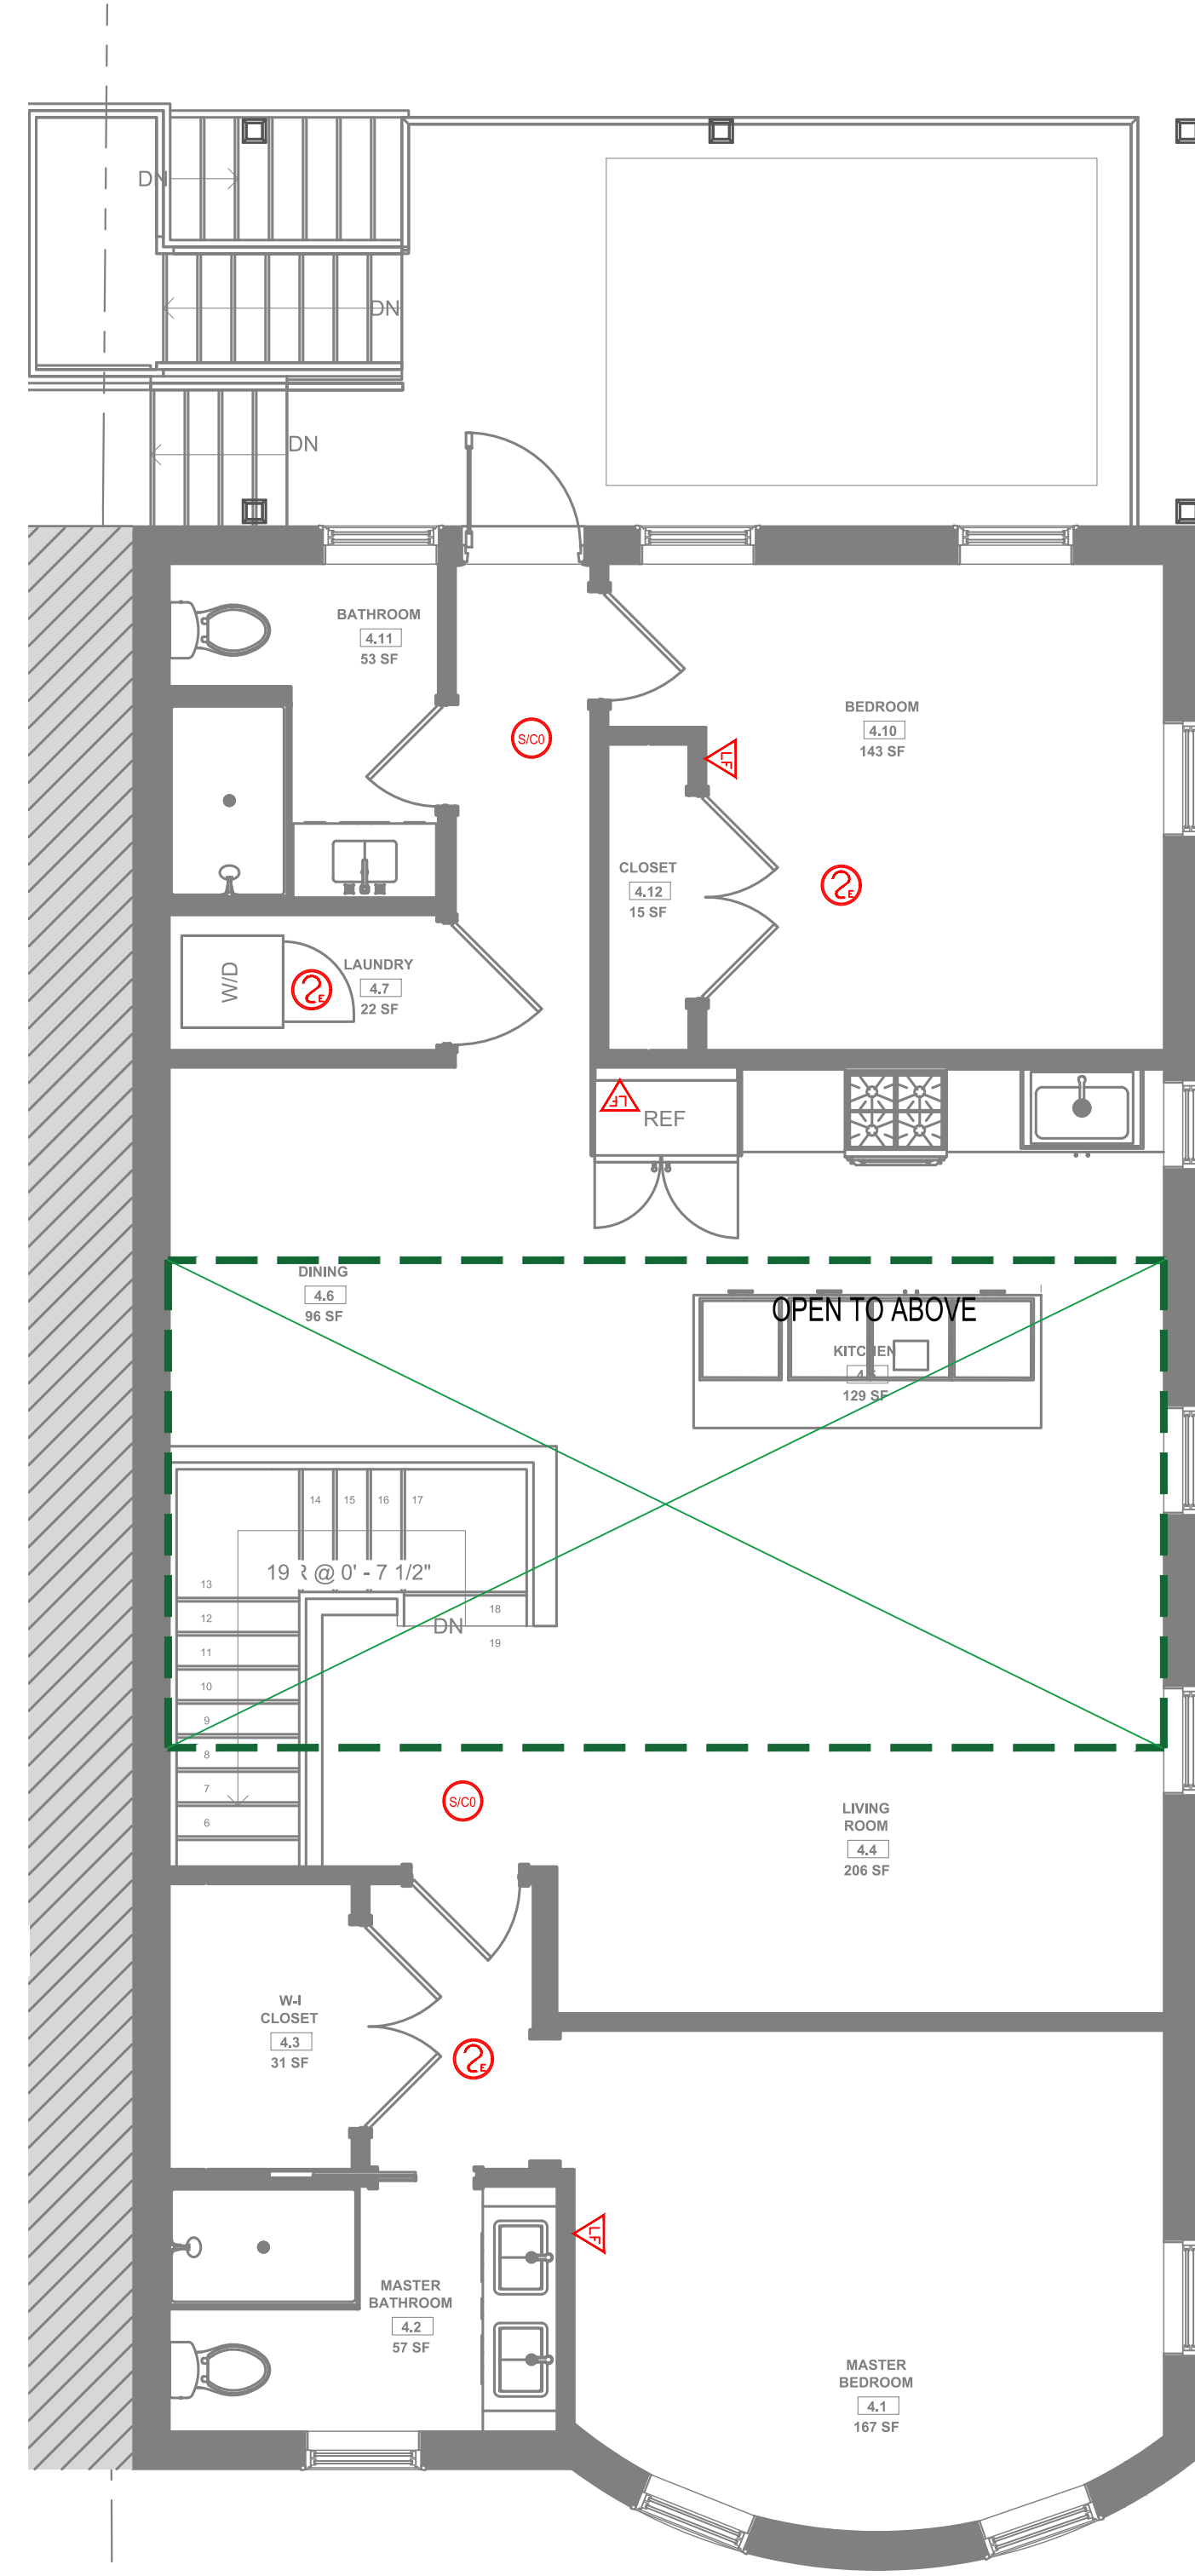 DN
DN
DN
BATHROOM
4.11
53 SF
BEDROOM
4.10
143 SF
S/C0
LF
CLOSET
4.12
15 SF
E
LAUNDRY
4.7
22 SF
W/D
E
LF
REF
DINING
4.6
96 SF
OPEN TO ABOVE
KITCHEN
129 SF
14 15 16 17
19 R @ 0' - 7 1/2"
13
12
11
10
9
8
7
6
18
DN
19
S/C0
LIVING
ROOM
4.4
206 SF
W-I
CLOSET
4.3
31 SF
E
LF
MASTER
BATHROOM
4.2
57 SF
MASTER
BEDROOM
4.1
167 SF